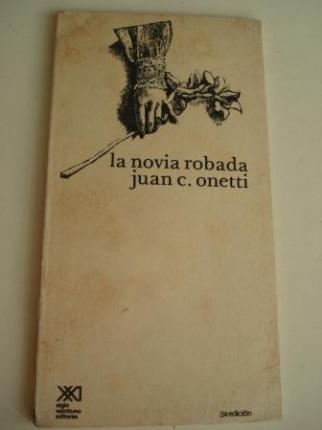 la novia robada
juan c. onetti
siglo
veintiuno
editores
3a edición